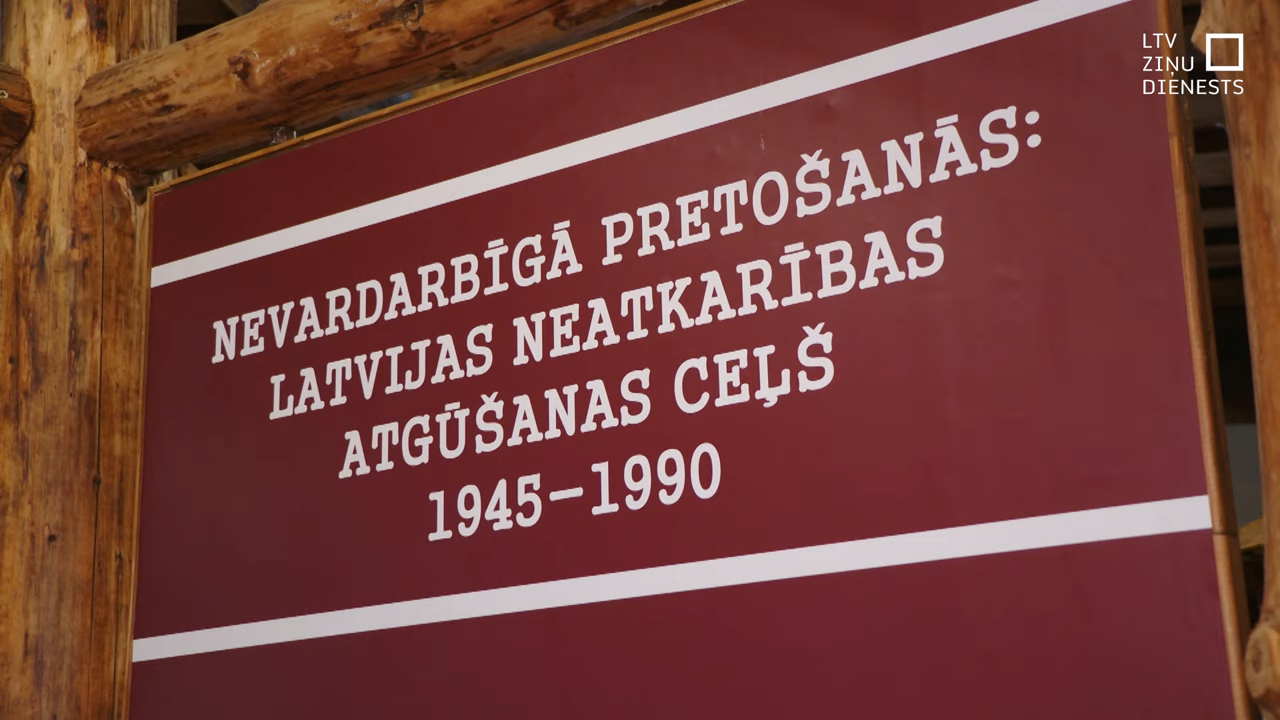 LTV
ZIŅU
DIENESTS
NEVARDARBĪGĀ PRETOŠANĀS:
LATVIJAS NEATKARĪBAS
ATGŪŠANAS CEĻŠ
1945–1990